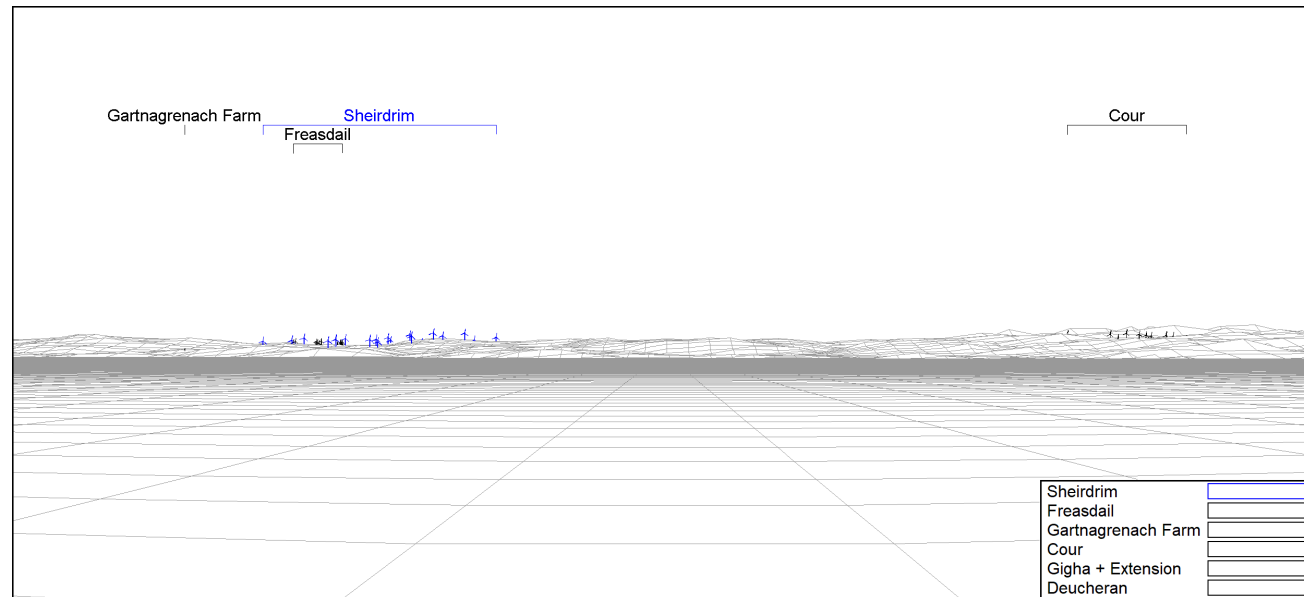 Gartnagrenach Farm
Sheirdrim
Freasdail
Cour
Sheirdrim
Freasdail
Gartnagrenach Farm
Cour
Gigha + Extension
Deucheran